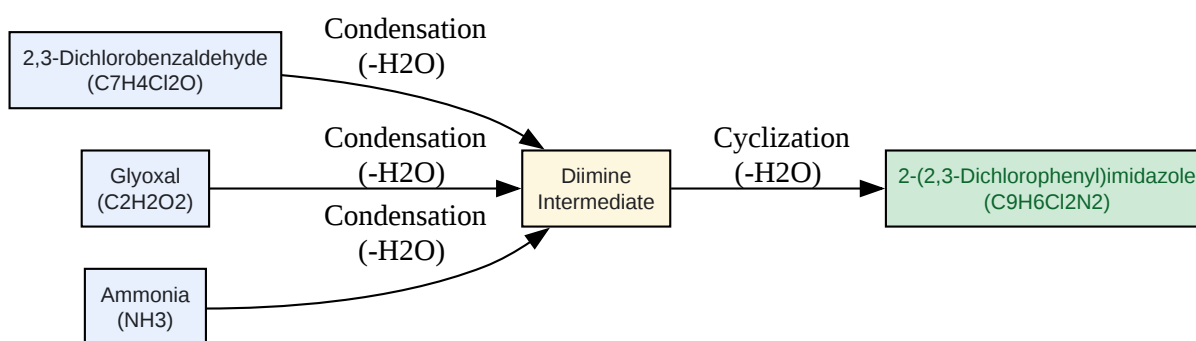 2,3-Dichlorobenzaldehyde
(C7H4Cl2O)
Condensation
(-H2O)
Glyoxal
(C2H2O2)
Condensation
(-H2O)
Ammonia
(NH3)
Condensation
(-H2O)
Diimine
Intermediate
Cyclization
(-H2O)
2-(2,3-Dichlorophenyl)imidazole
(C9H6Cl2N2)